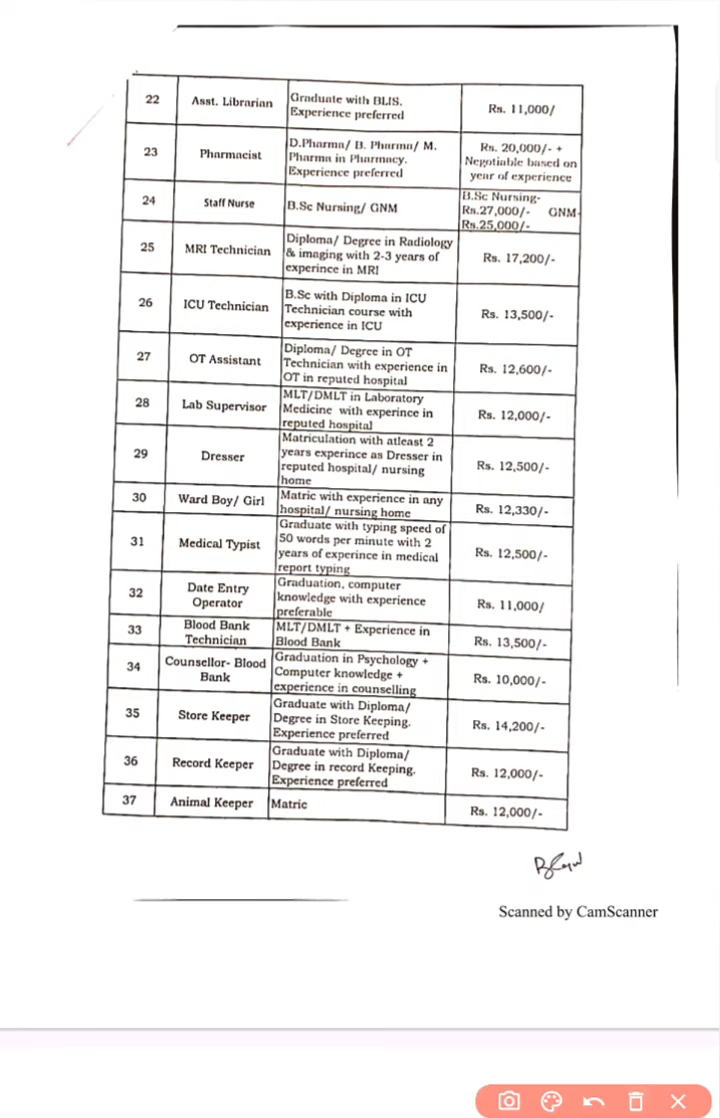 22 Asst. Librarian Graduate with BLIS. Rs. 11,000/
Experience preferred
23 Pharmacist D.Pharma/ B. Pharma/ M. Rs. 20,000/- +
Pharma in Pharmacy. Negotiable based on
Experience preferred year of experience
24 Staff Nurse B.Sc Nursing/ GNM B.Sc Nursing-
Rs.27,000/- GNM-
Rs.25,000/-
25 MRI Technician Diploma/ Degree in Radiology Rs. 17,200/-
& imaging with 2-3 years of
experince in MRI
26 ICU Technician B.Sc with Diploma in ICU Rs. 13,500/-
Technician course with
experience in ICU
27 OT Assistant Diploma/ Degree in OT Rs. 12,600/-
Technician with experience in
OT in reputed hospital
28 Lab Supervisor MLT/DMLT in Laboratory Rs. 12,000/-
Medicine with experince in
reputed hospital
29 Dresser Matriculation with atleast 2 Rs. 12,500/-
years experince as Dresser in
reputed hospital/ nursing
home
30 Ward Boy/ Girl Matric with experience in any Rs. 12,330/-
hospital/ nursing home
31 Medical Typist Graduate with typing speed of Rs. 12,500/-
50 words per minute with 2
years of experince in medical
report typing
32 Date Entry Graduation, computer Rs. 11,000/
Operator knowledge with experience
preferable
33 Blood Bank MLT/DMLT + Experience in Rs. 13,500/-
Technician Blood Bank
34 Counsellor- Blood Graduation in Psychology + Rs. 10,000/-
Bank Computer knowledge +
experience in counselling
35 Store Keeper Graduate with Diploma/ Rs. 14,200/-
Degree in Store Keeping.
Experience preferred
36 Record Keeper Graduate with Diploma/ Rs. 12,000/-
Degree in record Keeping.
Experience preferred
37 Animal Keeper Matric Rs. 12,000/-
Scanned by CamScanner